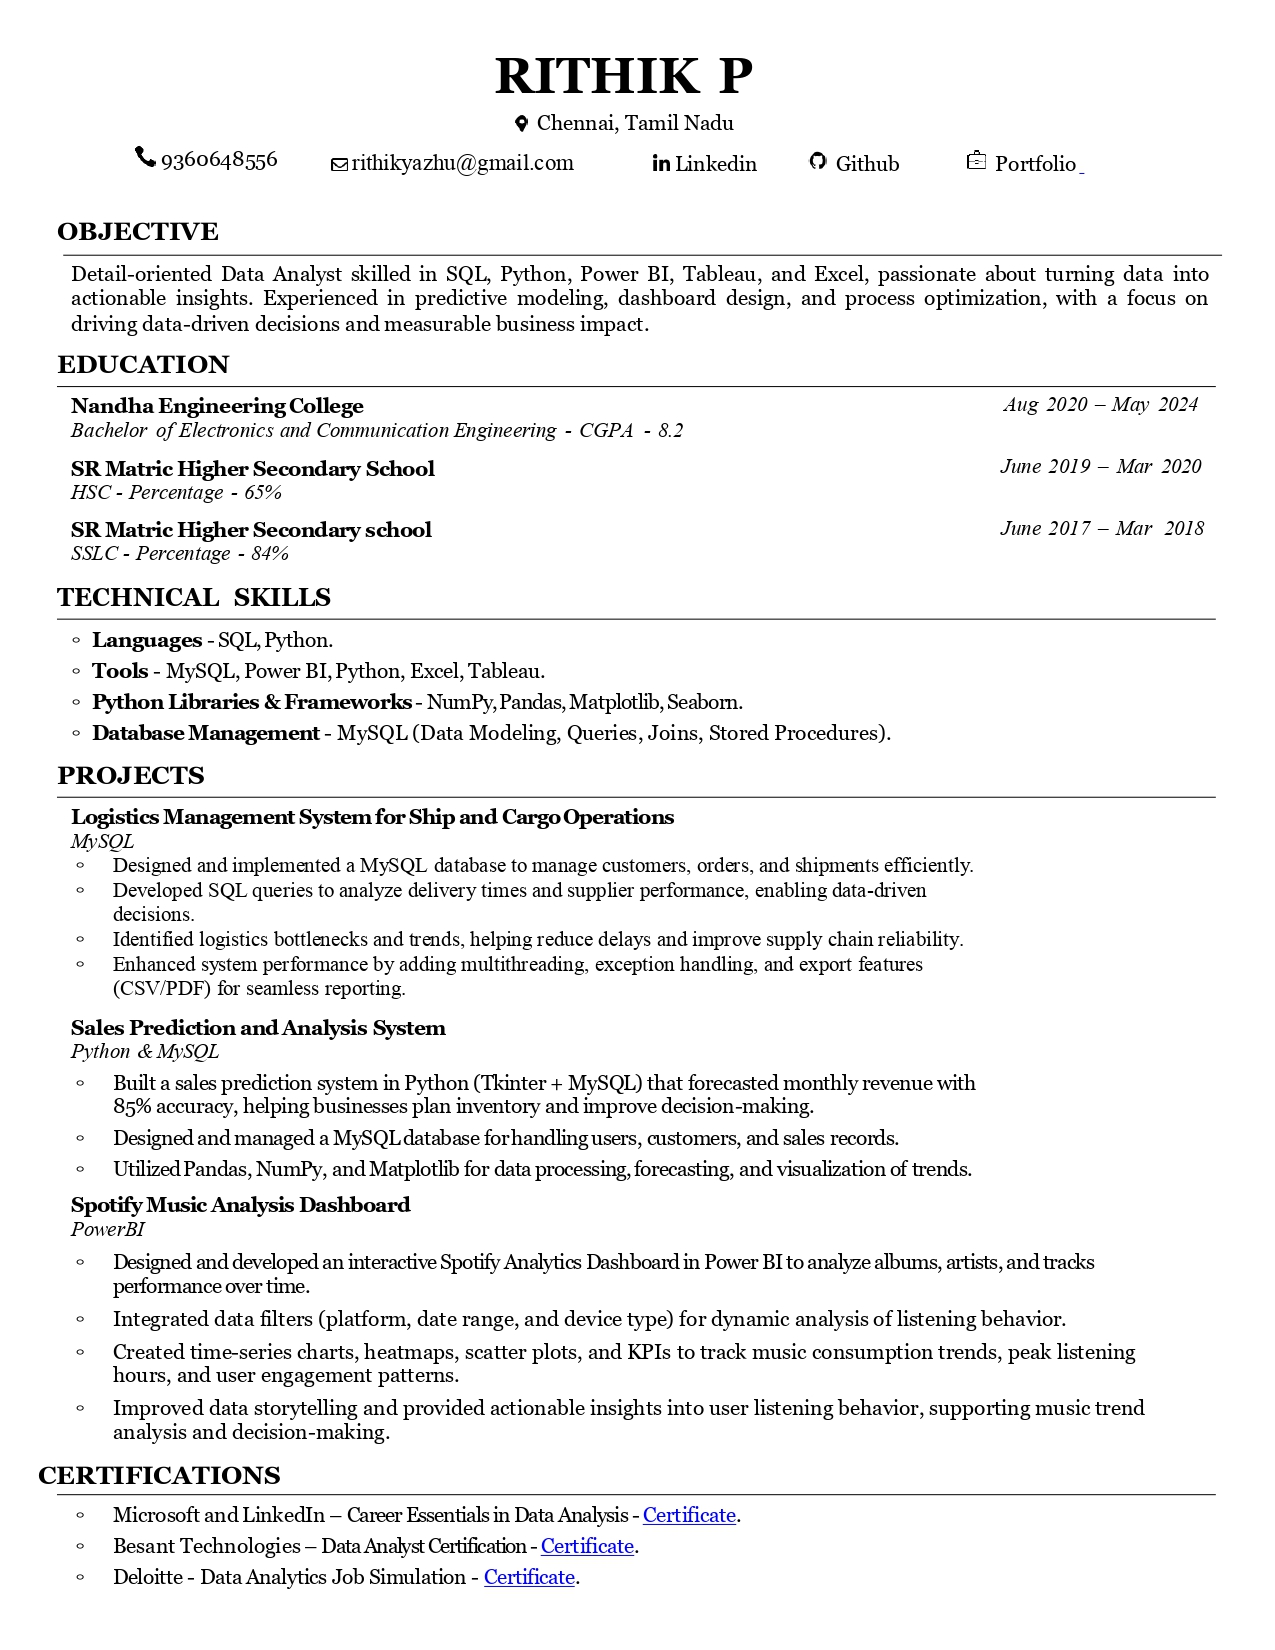 RITHIK P
Chennai, Tamil Nadu
9360648556 rithikyazhu@gmail.com Linkedin Github Portfolio
OBJECTIVE
Detail-oriented Data Analyst skilled in SQL, Python, Power BI, Tableau, and Excel, passionate about turning data into
actionable insights. Experienced in predictive modeling, dashboard design, and process optimization, with a focus on
driving data-driven decisions and measurable business impact.
EDUCATION
Nandha Engineering College Aug 2020 – May 2024
Bachelor of Electronics and Communication Engineering - CGPA - 8.2
SR Matric Higher Secondary School June 2019 – Mar 2020
HSC - Percentage - 65%
SR Matric Higher Secondary school June 2017 – Mar 2018
SSLC - Percentage - 84%
TECHNICAL SKILLS
◦ Languages - SQL, Python.
◦ Tools - MySQL, Power BI, Python, Excel, Tableau.
◦ Python Libraries & Frameworks - NumPy, Pandas, Matplotlib, Seaborn.
◦ Database Management - MySQL (Data Modeling, Queries, Joins, Stored Procedures).
PROJECTS
Logistics Management System for Ship and Cargo Operations
MySQL
◦ Designed and implemented a MySQL database to manage customers, orders, and shipments efficiently.
◦ Developed SQL queries to analyze delivery times and supplier performance, enabling data-driven
decisions.
◦ Identified logistics bottlenecks and trends, helping reduce delays and improve supply chain reliability.
◦ Enhanced system performance by adding multithreading, exception handling, and export features
(CSV/PDF) for seamless reporting.
Sales Prediction and Analysis System
Python & MySQL
◦ Built a sales prediction system in Python (Tkinter + MySQL) that forecasted monthly revenue with
85% accuracy, helping businesses plan inventory and improve decision-making.
◦ Designed and managed a MySQL database for handling users, customers, and sales records.
◦ Utilized Pandas, NumPy, and Matplotlib for data processing, forecasting, and visualization of trends.
Spotify Music Analysis Dashboard
PowerBI
◦ Designed and developed an interactive Spotify Analytics Dashboard in Power BI to analyze albums, artists, and tracks
performance over time.
◦ Integrated data filters (platform, date range, and device type) for dynamic analysis of listening behavior.
◦ Created time-series charts, heatmaps, scatter plots, and KPIs to track music consumption trends, peak listening
hours, and user engagement patterns.
◦ Improved data storytelling and provided actionable insights into user listening behavior, supporting music trend
analysis and decision-making.
CERTIFICATIONS
◦ Microsoft and LinkedIn – Career Essentials in Data Analysis - Certificate.
◦ Besant Technologies – Data Analyst Certification - Certificate.
◦ Deloitte - Data Analytics Job Simulation - Certificate.